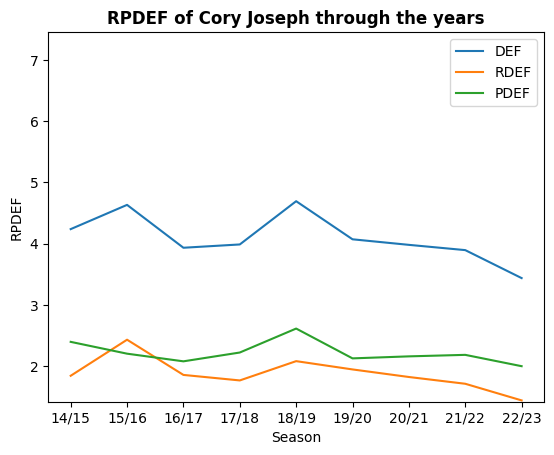 RPDEF of Cory Joseph through the years
DEF
RDEF
PDEF
7
6
5
4
3
2
RPDEF
14/15 15/16 16/17 17/18 18/19 19/20 20/21 21/22 22/23
Season